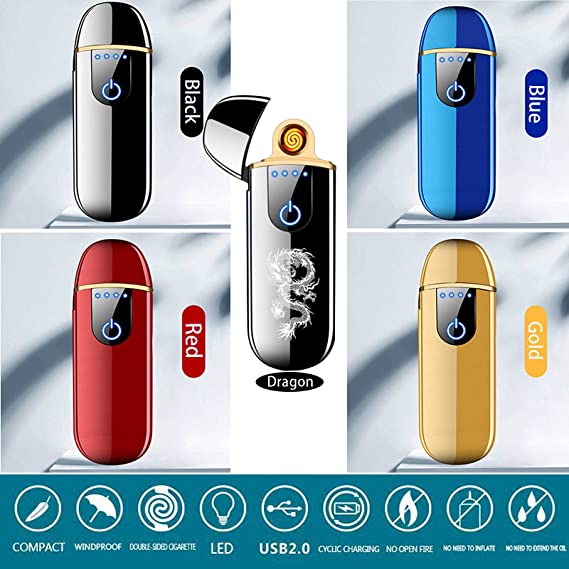 Black
Blue
Red
Dragon
Gold
COMPACT
WINDPROOF
DOUBLE-SIDED CIGARETTE
LED
USB2.0
CYCLIC CHARGING
NO OPEN FIRE
NO NEED TO INFLATE
NO NEED TO EXTEND THE CEL